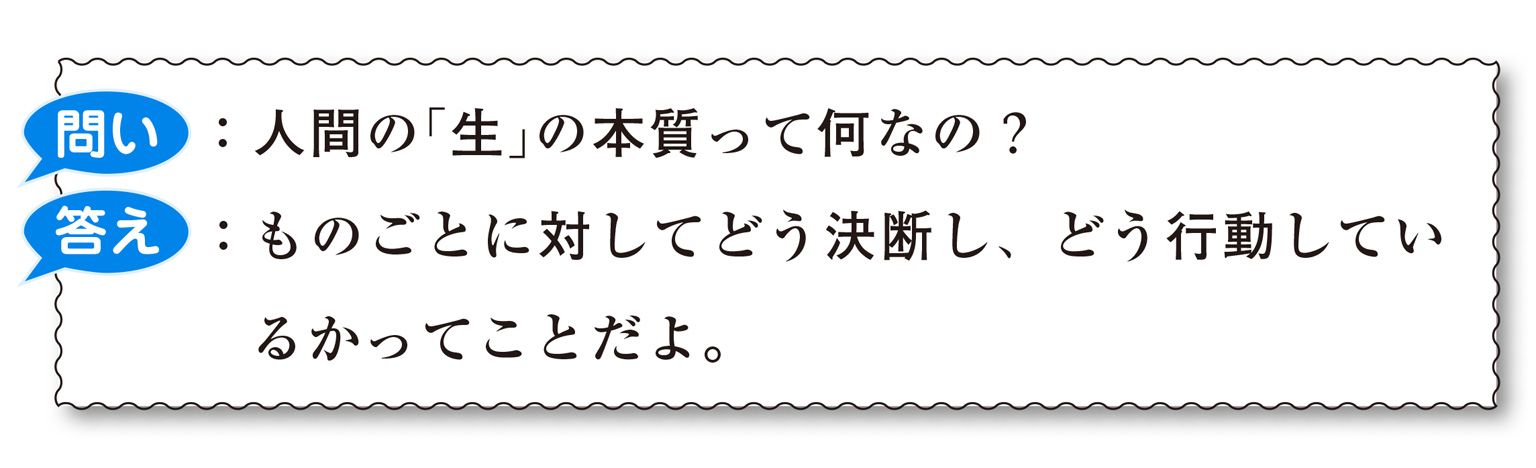 問い：人間の「生」の本質って何なの？
答え：ものごとに対してどう決断し、どう行動してい
るかってことだよ。